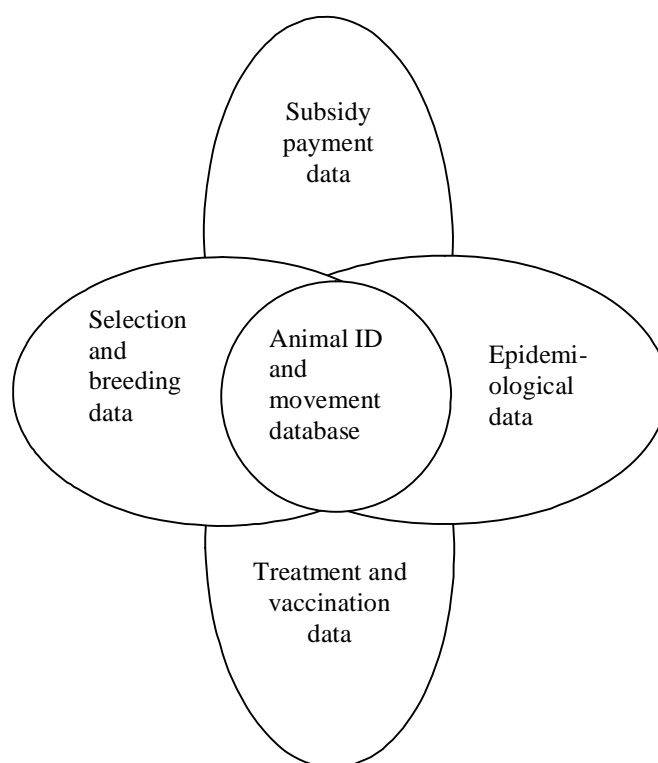 Subsidy
payment
data
Selection
and
breeding
data
Animal ID
and
movement
database
Epidemi-
ological
data
Treatment and
vaccination
data